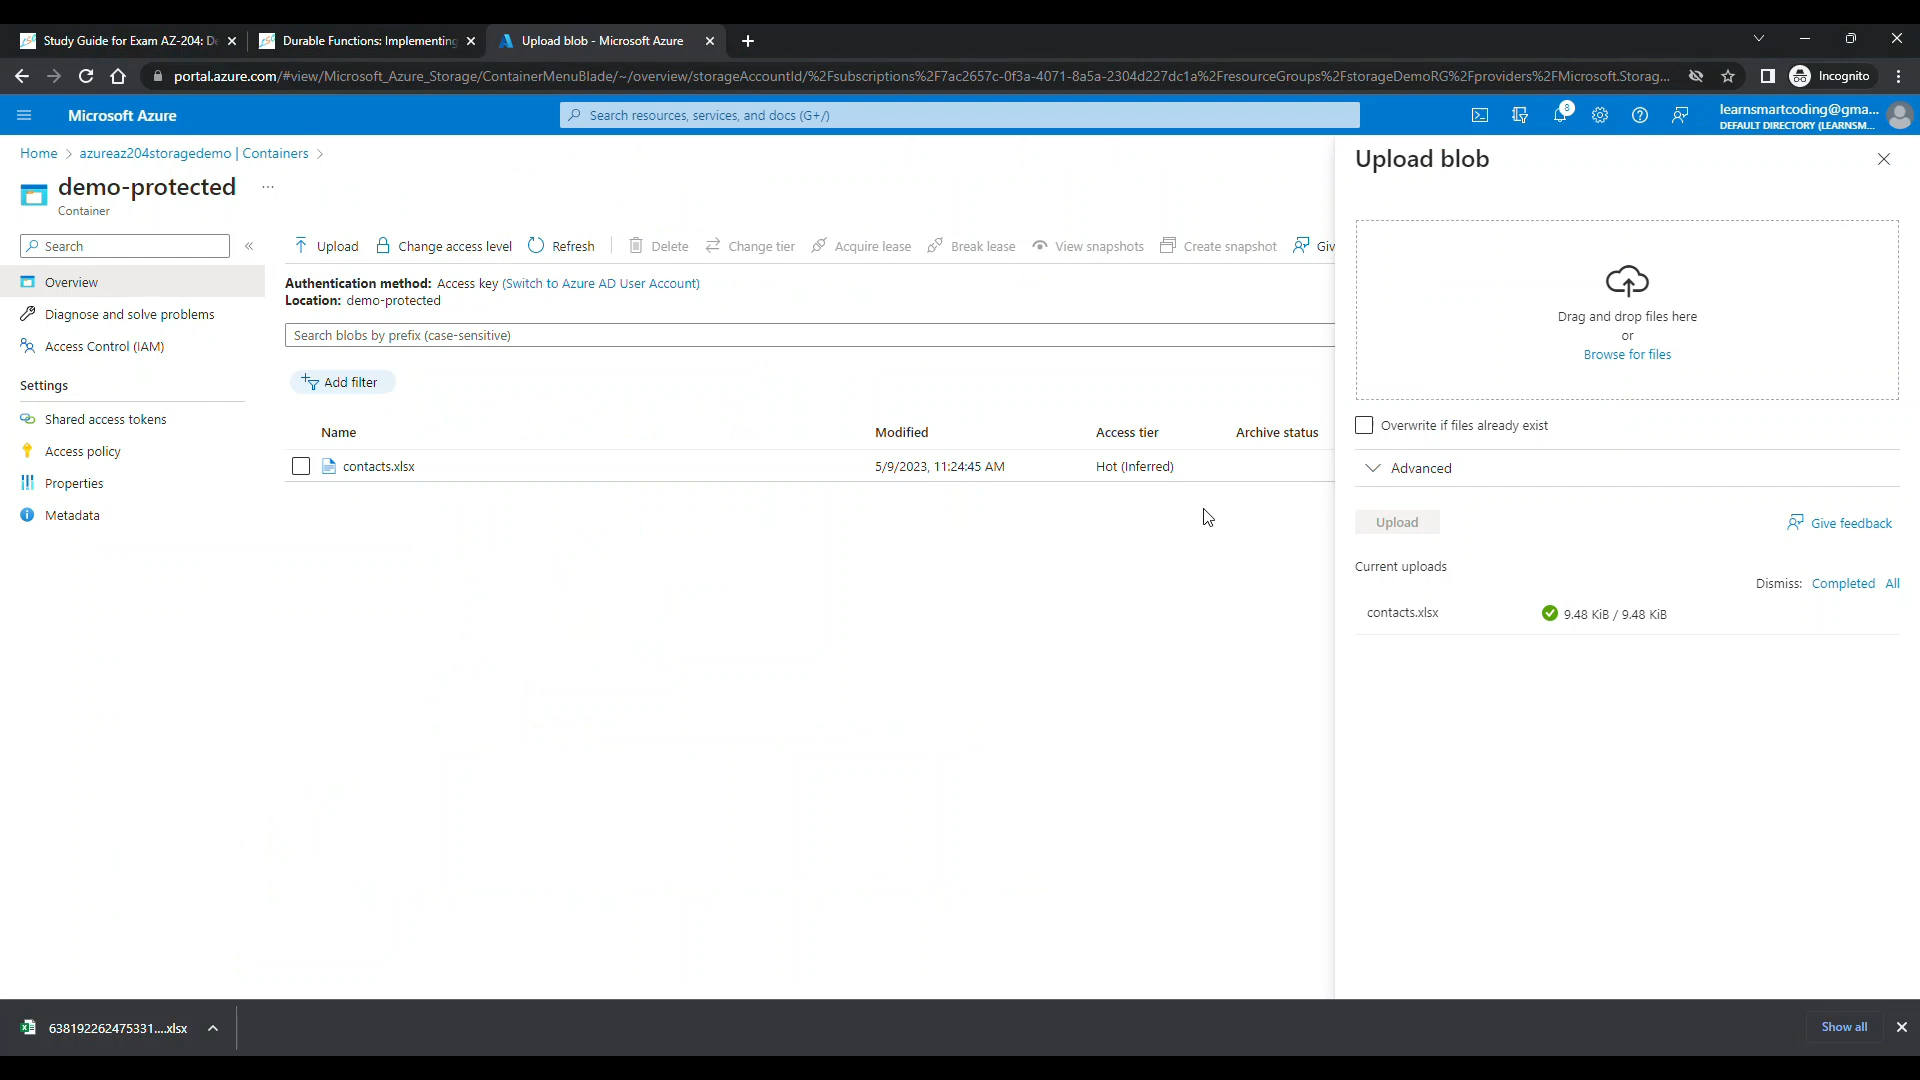 Study Guide for Exam AZ-204: De
Durable Functions: Implementing
Upload blob - Microsoft Azure
portal.azure.com/#view/Microsoft_Azure_Storage/ContainerMenuBlade/~/overview/storageAccountId/%2Fsubscriptions%2F7ac2657c-0f3a-4071-8a5a-2304d227dc1a%2FresourceGroups%2FstorageDemoRG%2Fproviders%2FMicrosoft.Storag...
Incognito
Microsoft Azure
Search resources, services, and docs (G+/)
8
learnsmartcoding@gma...
DEFAULT DIRECTORY (LEARNSM...
Home > azureaz204storagedemo | Containers >
demo-protected ...
Container
Search
«
Overview
Diagnose and solve problems
Access Control (IAM)
Settings
Shared access tokens
Access policy
Properties
Metadata
Upload
Change access level
Refresh
Delete
Change tier
Acquire lease
Break lease
View snapshots
Create snapshot
Giv
Authentication method: Access key (Switch to Azure AD User Account)
Location: demo-protected
Search blobs by prefix (case-sensitive)
Add filter
Name Modified Access tier Archive status
contacts.xlsx 5/9/2023, 11:24:45 AM Hot (Inferred)
Upload blob
Drag and drop files here
or
Browse for files
Overwrite if files already exist
Advanced
Upload
Give feedback
Current uploads
Dismiss: Completed All
contacts.xlsx 9.48 KiB / 9.48 KiB
638192262475331....xlsx
Show all